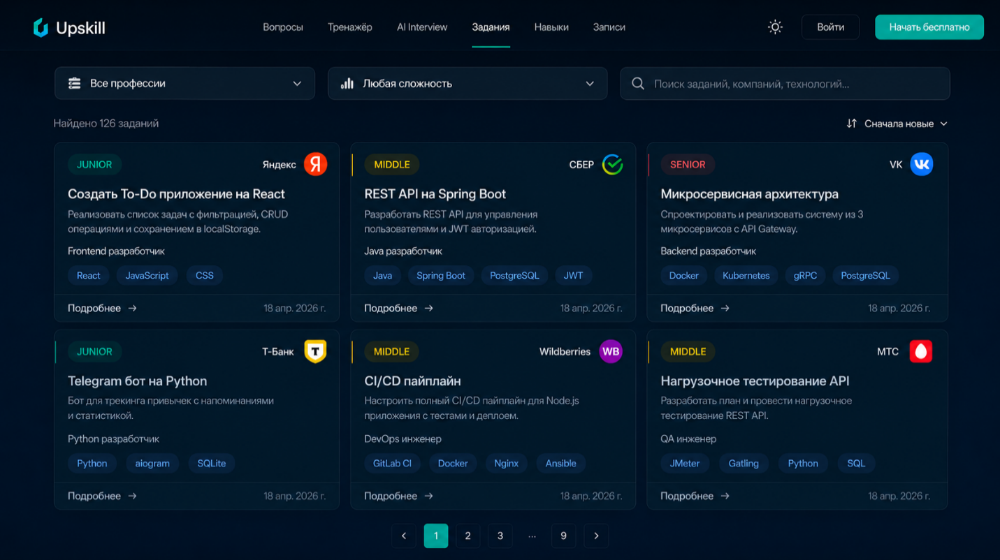 Upskill
Вопросы
Тренажёр
AI Interview
Задания
Навыки
Записи
Войти
Начать бесплатно
Все профессии
Любая сложность
Поиск заданий, компаний, технологий...
Найдено 126 заданий
Сначала новые
JUNIOR
Яндекс
Я
Создать To-Do приложение на React
Реализовать список задач с фильтрацией, CRUD
операциями и сохранением в localStorage.
Frontend разработчик
React
JavaScript
CSS
Подробнее →
18 апр. 2026 г.
MIDDLE
СБЕР
REST API на Spring Boot
Разработать REST API для управления
пользователями и JWT авторизацией.
Java разработчик
Java
Spring Boot
PostgreSQL
JWT
Подробнее →
18 апр. 2026 г.
SENIOR
VK
VK
Микросервисная архитектура
Спроектировать и реализовать систему из 3
микросервисов с API Gateway.
Backend разработчик
Docker
Kubernetes
gRPC
PostgreSQL
Подробнее →
18 апр. 2026 г.
JUNIOR
Т-Банк
Т
Telegram бот на Python
Бот для трекинга привычек с напоминаниями
и статистикой.
Python разработчик
Python
aiogram
SQLite
Подробнее →
18 апр. 2026 г.
MIDDLE
Wildberries
WB
CI/CD пайплайн
Настроить полный CI/CD пайплайн для Node.js
приложения с тестами и деплоем.
DevOps инженер
GitLab CI
Docker
Nginx
Ansible
Подробнее →
18 апр. 2026 г.
MIDDLE
МТС
Нагрузочное тестирование API
Разработать план и провести нагрузочное
тестирование REST API.
QA инженер
JMeter
Gatling
Python
SQL
Подробнее →
18 апр. 2026 г.
1
2
3
...
9